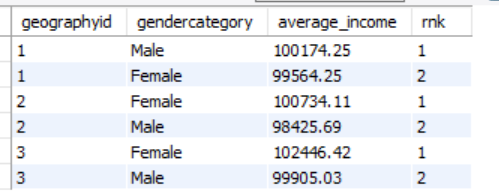 geographyid gendercategory average_income rnk
1 Male 100174.25 1
1 Female 99564.25 2
2 Female 100734.11 1
2 Male 98425.69 2
3 Female 102446.42 1
3 Male 99905.03 2